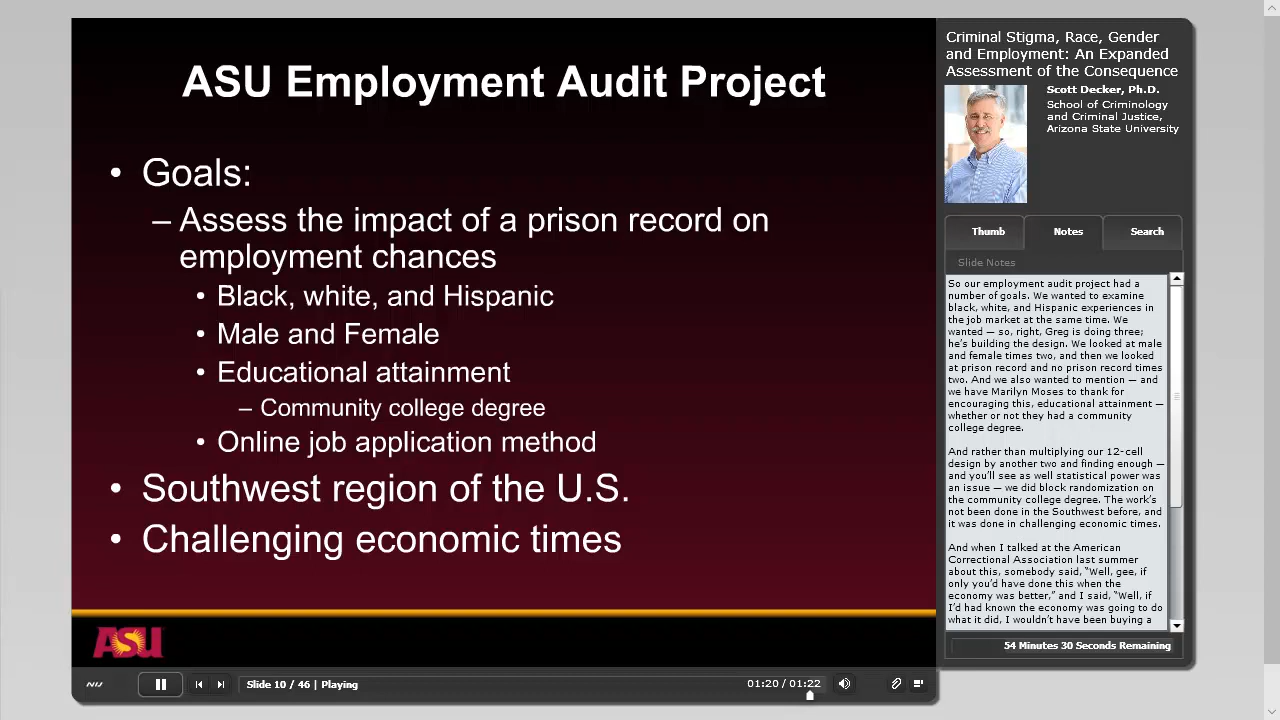 ASU Employment Audit Project
• Goals:
– Assess the impact of a prison record on
employment chances
• Black, white, and Hispanic
• Male and Female
• Educational attainment
– Community college degree
• Online job application method
• Southwest region of the U.S.
• Challenging economic times
ASU
NIJ
Slide 10 / 46 | Playing
01:20 / 01:22
Criminal Stigma, Race, Gender
and Employment: An Expanded
Assessment of the Consequence
Scott Decker, Ph.D.
School of Criminology
and Criminal Justice,
Arizona State University
Thumb
Notes
Search
Slide Notes
So our employment audit project had a
number of goals. We wanted to examine
black, white, and Hispanic experiences in
the job market at the same time. We
wanted — so, right, Greg is doing three;
he's building the design. We looked at male
and female times two, and then we looked
at prison record and no prison record times
two. And we also wanted to mention — and
we have Marilyn Moses to thank for
encouraging this, educational attainment —
whether or not they had a community
college degree.
And rather than multiplying our 12-cell
design by another two and finding enough —
and you'll see as well statistical power was
an issue — we did block randomization on
the community college degree. The work's
not been done in the Southwest before, and
it was done in challenging economic times.
And when I talked at the American
Correctional Association last summer
about this, somebody said, “Well, gee, if
only you'd have done this when the
economy was better,” and I said, “Well, if
I'd had known the economy was going to do
what it did, I wouldn't have been buying a
54 Minutes 30 Seconds Remaining